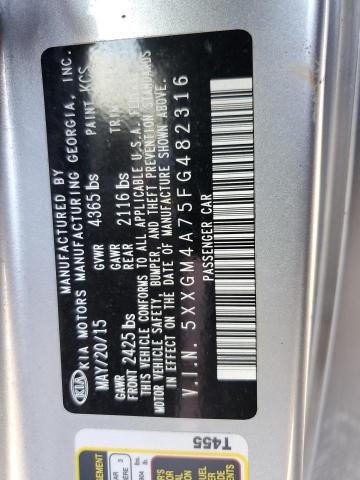 KIA
MANUFACTURED BY
KIA MOTORS MANUFACTURING GEORGIA, INC.
MAY/20/15 GVWR 4365 lbs PAINT KCS
GAWR FRONT 2425 lbs GAWR REAR 2116 lbs
THIS VEHICLE CONFORMS TO ALL APPLICABLE U.S.A.
MOTOR VEHICLE SAFETY, BUMPER, AND THEFT PREVENTION STANDARDS
IN EFFECT ON THE DATE OF MANUFACTURE SHOWN ABOVE.
V.I.N. 5XXGM4A75FG482316
PASSENGER CAR
T455